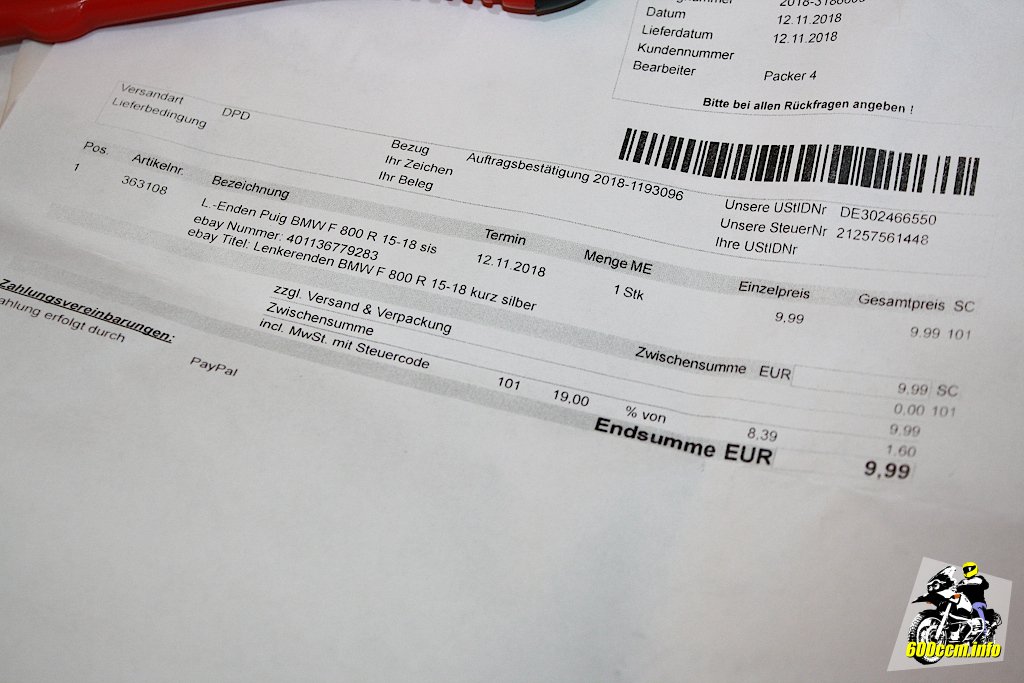 2018-3188006
Datum 12.11.2018
Lieferdatum 12.11.2018
Kundennummer
Bearbeiter Packer 4
Bitte bei allen Rückfragen angeben !
Versandart DPD
Lieferbedingung
Bezug Auftragsbestätigung 2018-1193096
Ihr Zeichen
Ihr Beleg
Unsere UStIDNr DE302466550
Unsere SteuerNr 21257561448
Ihre UStIDNr
Pos. Artikelnr. Bezeichnung Termin Menge ME Einzelpreis Gesamtpreis SC
1 363108 L.-Enden Puig BMW F 800 R 15-18 sis 12.11.2018 1 Stk 9.99 9.99 101
ebay Nummer: 401136779283
ebay Titel: Lenkerenden BMW F 800 R 15-18 kurz silber
Zwischensumme EUR 9.99 SC
zzgl. Versand & Verpackung 0,00 101
Zwischensumme 9.99
incl. MwSt. mit Steuercode 101 19,00 % von 8,39 1.60
Endsumme EUR 9,99
Zahlungsvereinbarungen:
ahlung erfolgt durch PayPal
600ccm.info